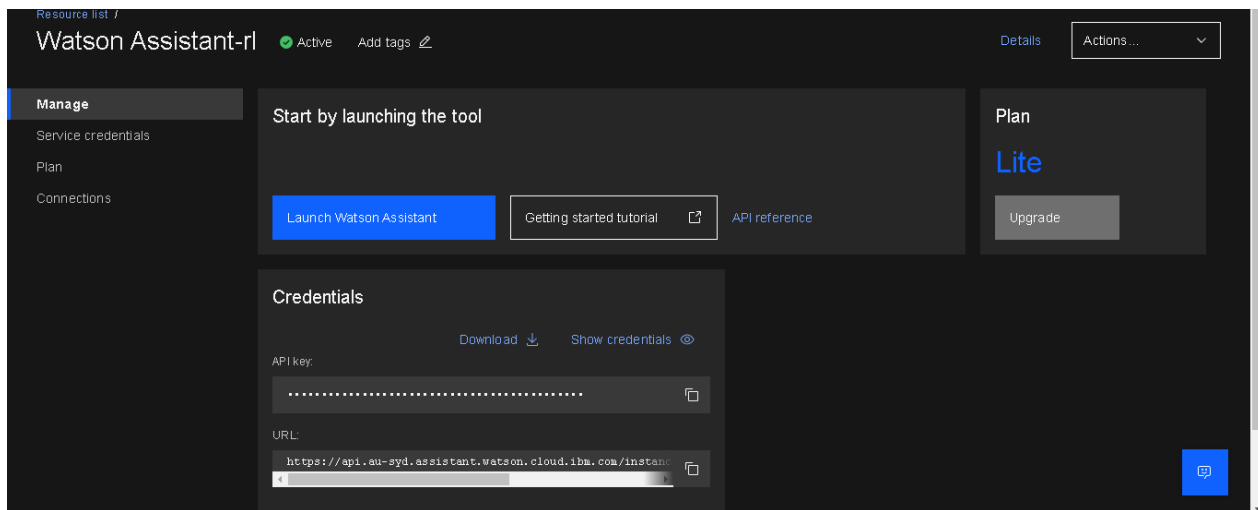 Resource list /
Watson Assistant-rl Active Add tags Details Actions...
Manage
Service credentials
Plan
Connections
Start by launching the tool
Launch Watson Assistant Getting started tutorial API reference
Plan
Lite
Upgrade
Credentials
Download Show credentials
API key:
URL:
https://api.au-syd.assistant.watson.cloud.ibm.com/instanc